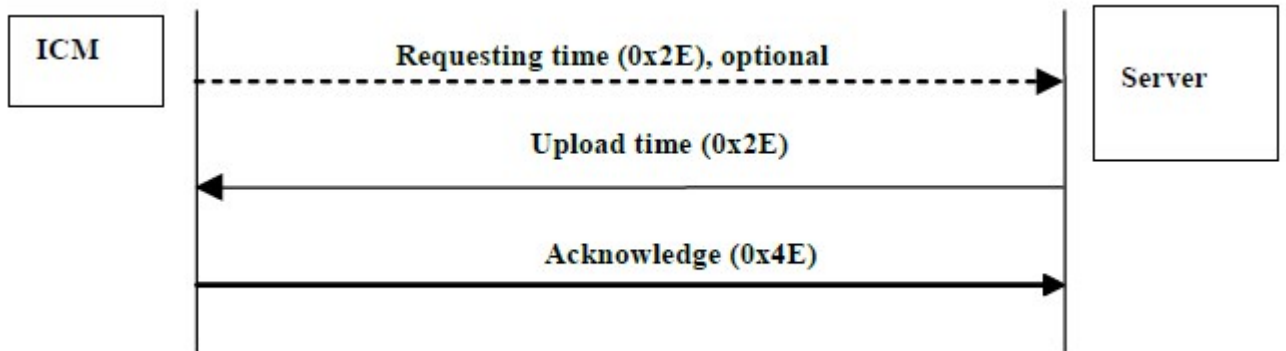 ICM
Requesting time (0x2E), optional
Server
Upload time (0x2E)
Acknowledge (0x4E)